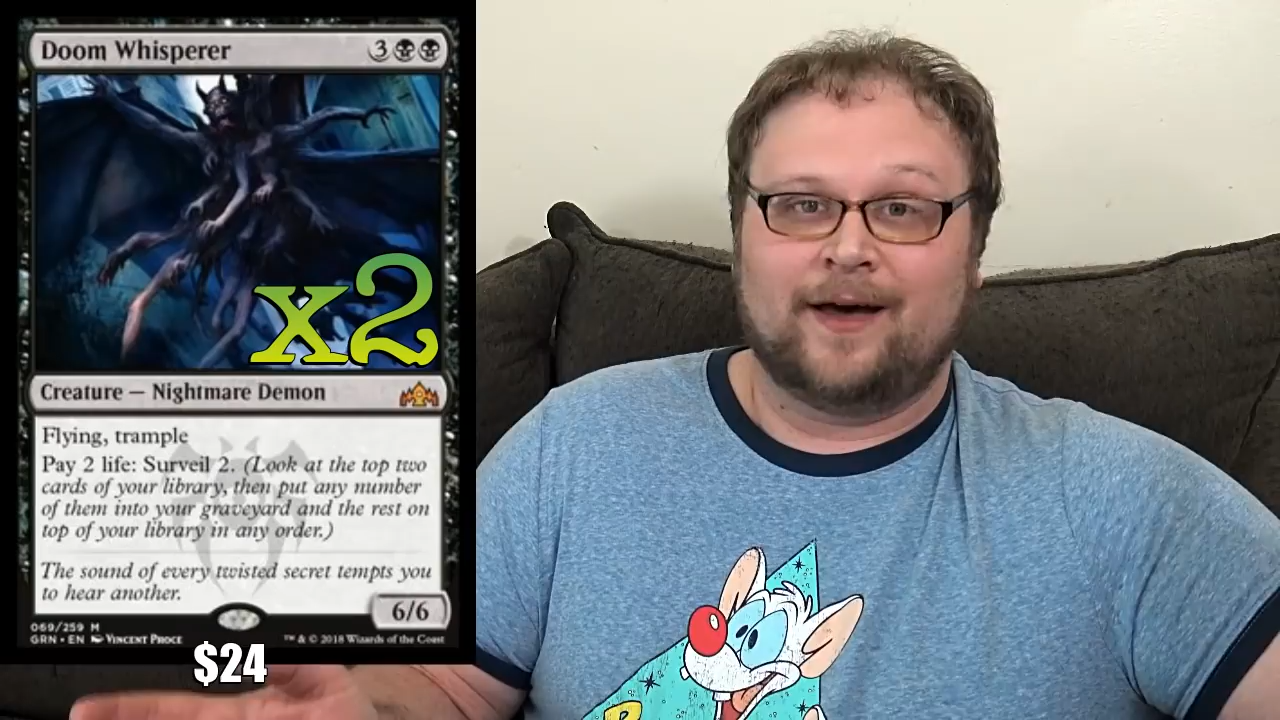 Doom Whisperer 3
x2
Creature — Nightmare Demon
Flying, trample
Pay 2 life: Surveil 2. (Look at the top two
cards of your library, then put any number
of them into your graveyard and the rest on
top of your library in any order.)
The sound of every twisted secret tempts you
to hear another.
6/6
069/259 M
GRN • EN VINCENT PROCE
™ & © 2018 Wizards of the Coast
$24